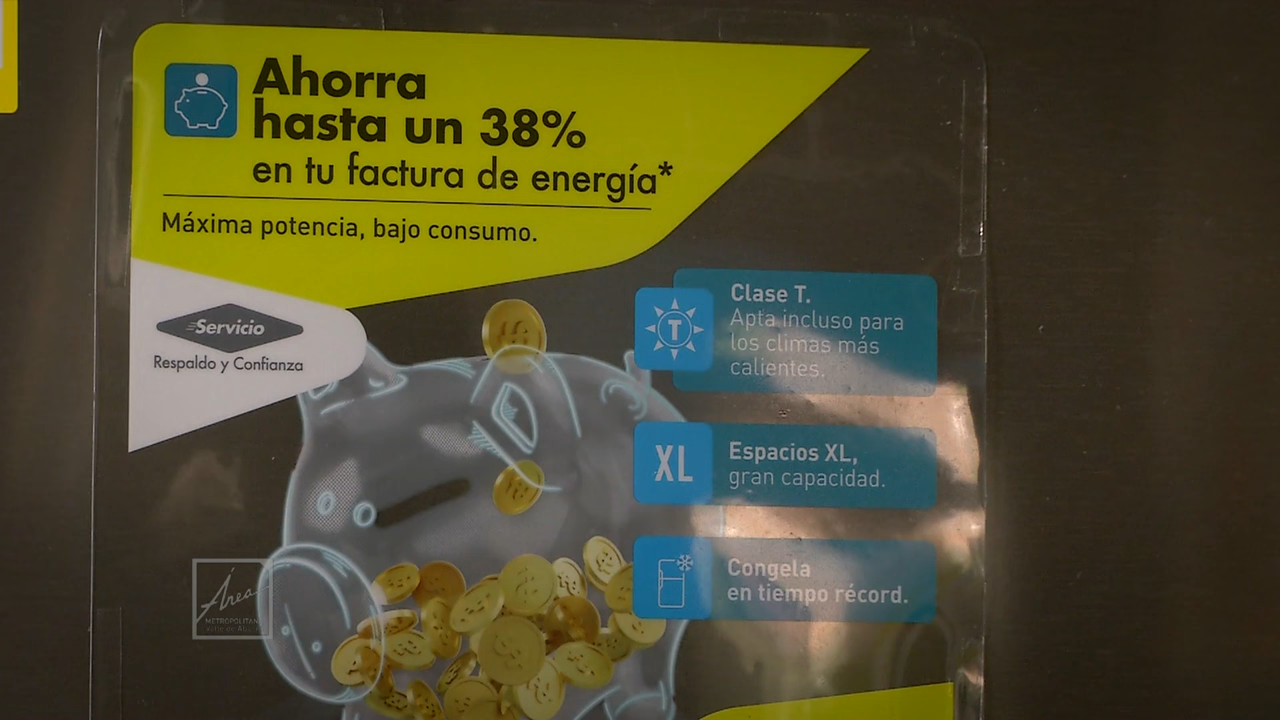 Ahorra
hasta un 38%
en tu factura de energía*
Máxima potencia, bajo consumo.
Servicio
Respaldo y Confianza
T
Clase T.
Apta incluso para
los climas más
calientes.
XL
Espacios XL,
gran capacidad.
Congela
en tiempo récord.
Área
METROPOLITANA